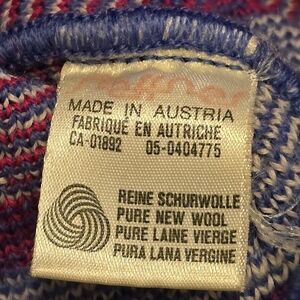 MADE IN AUSTRIA
FABRIQUÉ EN AUTRICHE
CA-01892 05-0404775
REINE SCHURWOLLE
PURE NEW WOOL
PURE LAINE VIERGE
PURA LANA VERGINE